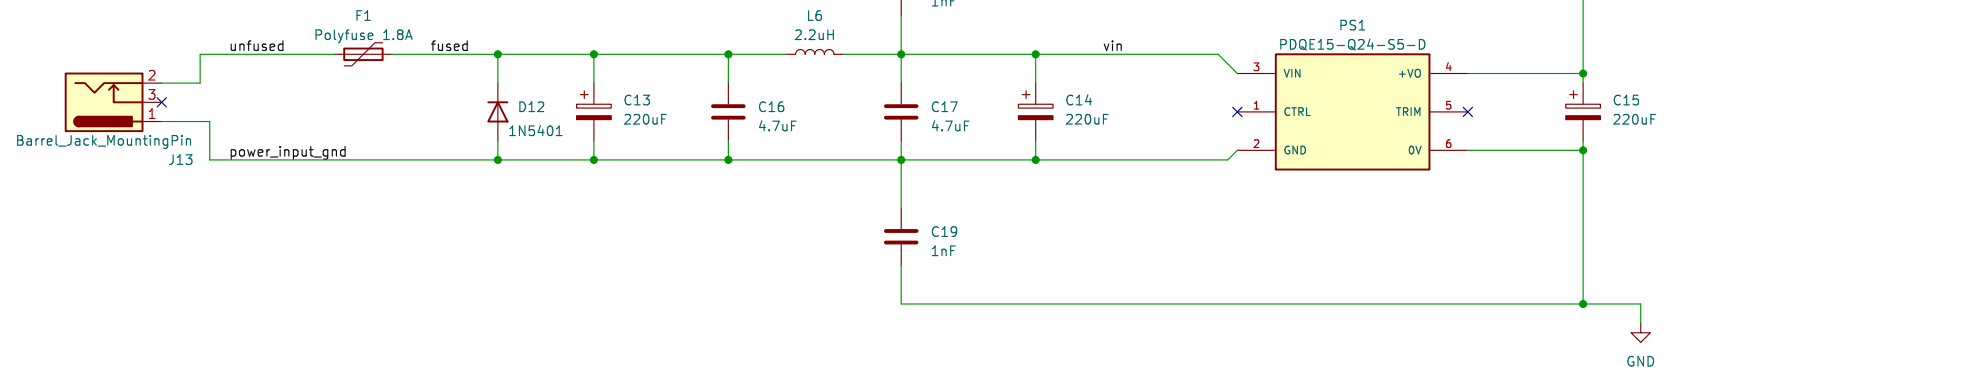 1nF
F1
Polyfuse_1.8A
L6
2.2uH
PS1
PDQE15-Q24-S5-D
unfused
fused
vin
2
3
1
3
VIN
+VO
4
1
CTRL
TRIM
5
2
GND
0V
6
D12
1N5401
+
C13
220uF
C16
4.7uF
C17
4.7uF
+
C14
220uF
+
C15
220uF
Barrel_Jack_MountingPin
J13
power_input_gnd
C19
1nF
GND